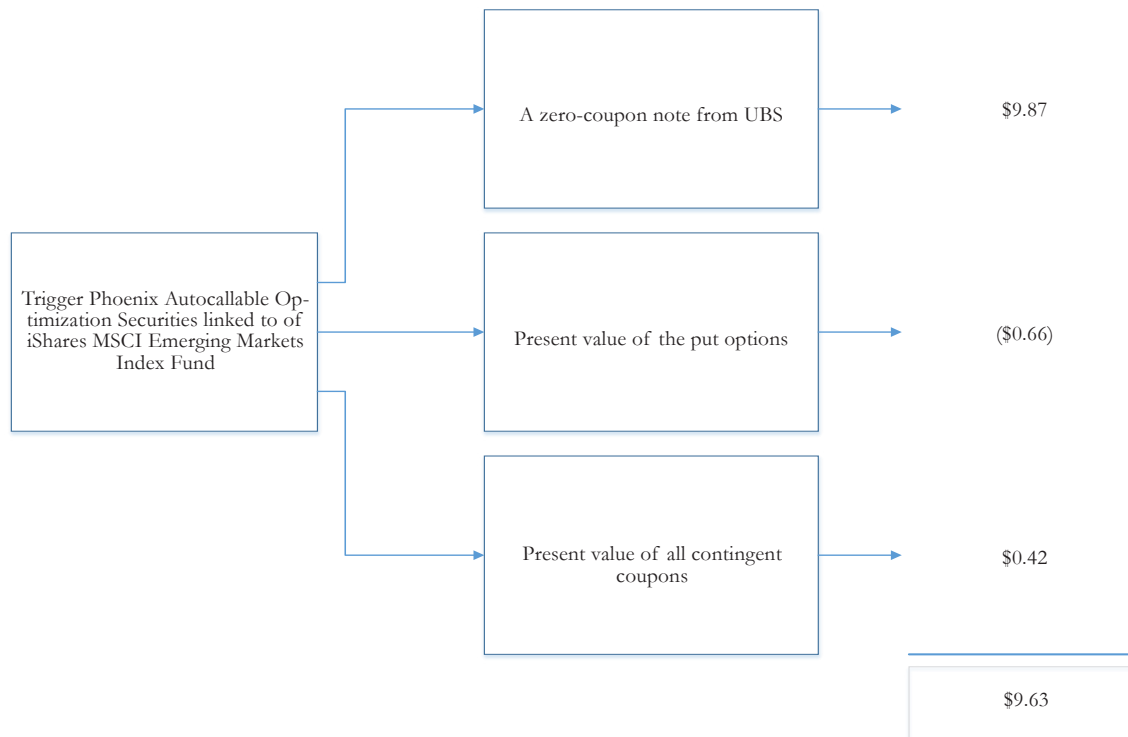 A zero-coupon note from UBS
$9.87
Trigger Phoenix Autocallable Op-
timization Securities linked to of
iShares MSCI Emerging Markets
Index Fund
Present value of the put options
($0.66)
Present value of all contingent
coupons
$0.42
$9.63